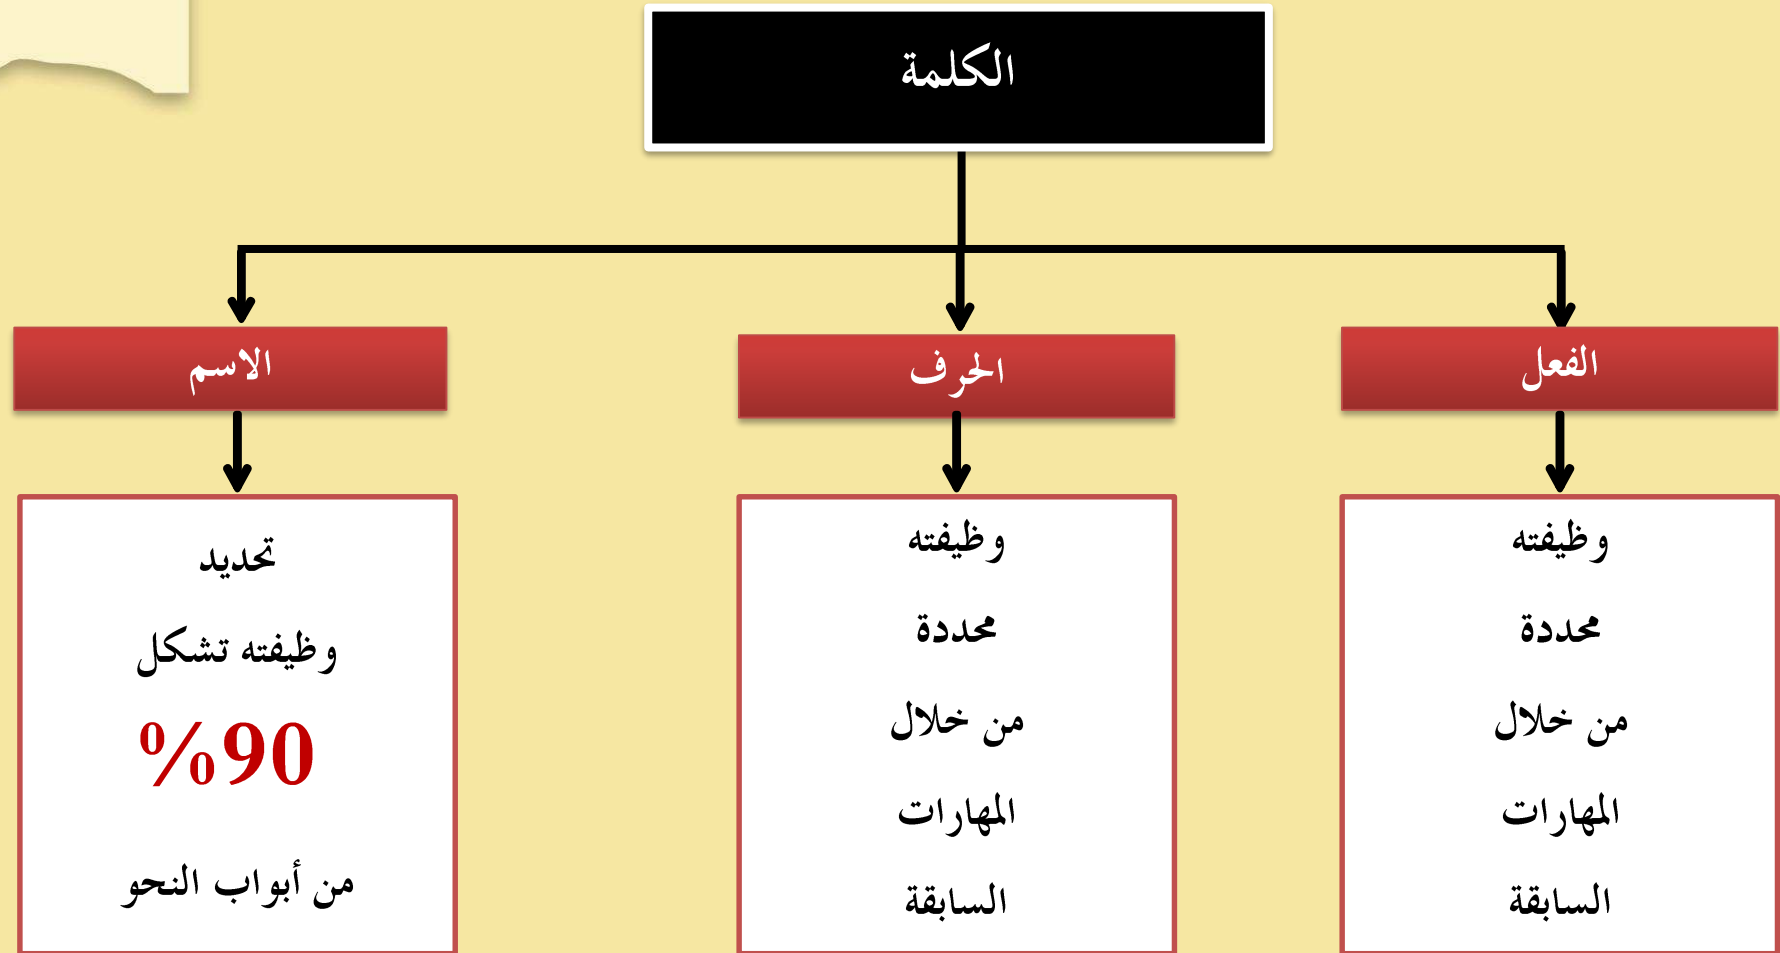 الكلمة
الفعل
الحرف
الاسم
وظيفته
محددة
من خلال
المهارات
السابقة
وظيفته
محددة
من خلال
المهارات
السابقة
تحديد
وظيفته تشكل
%90
من أبواب النحو